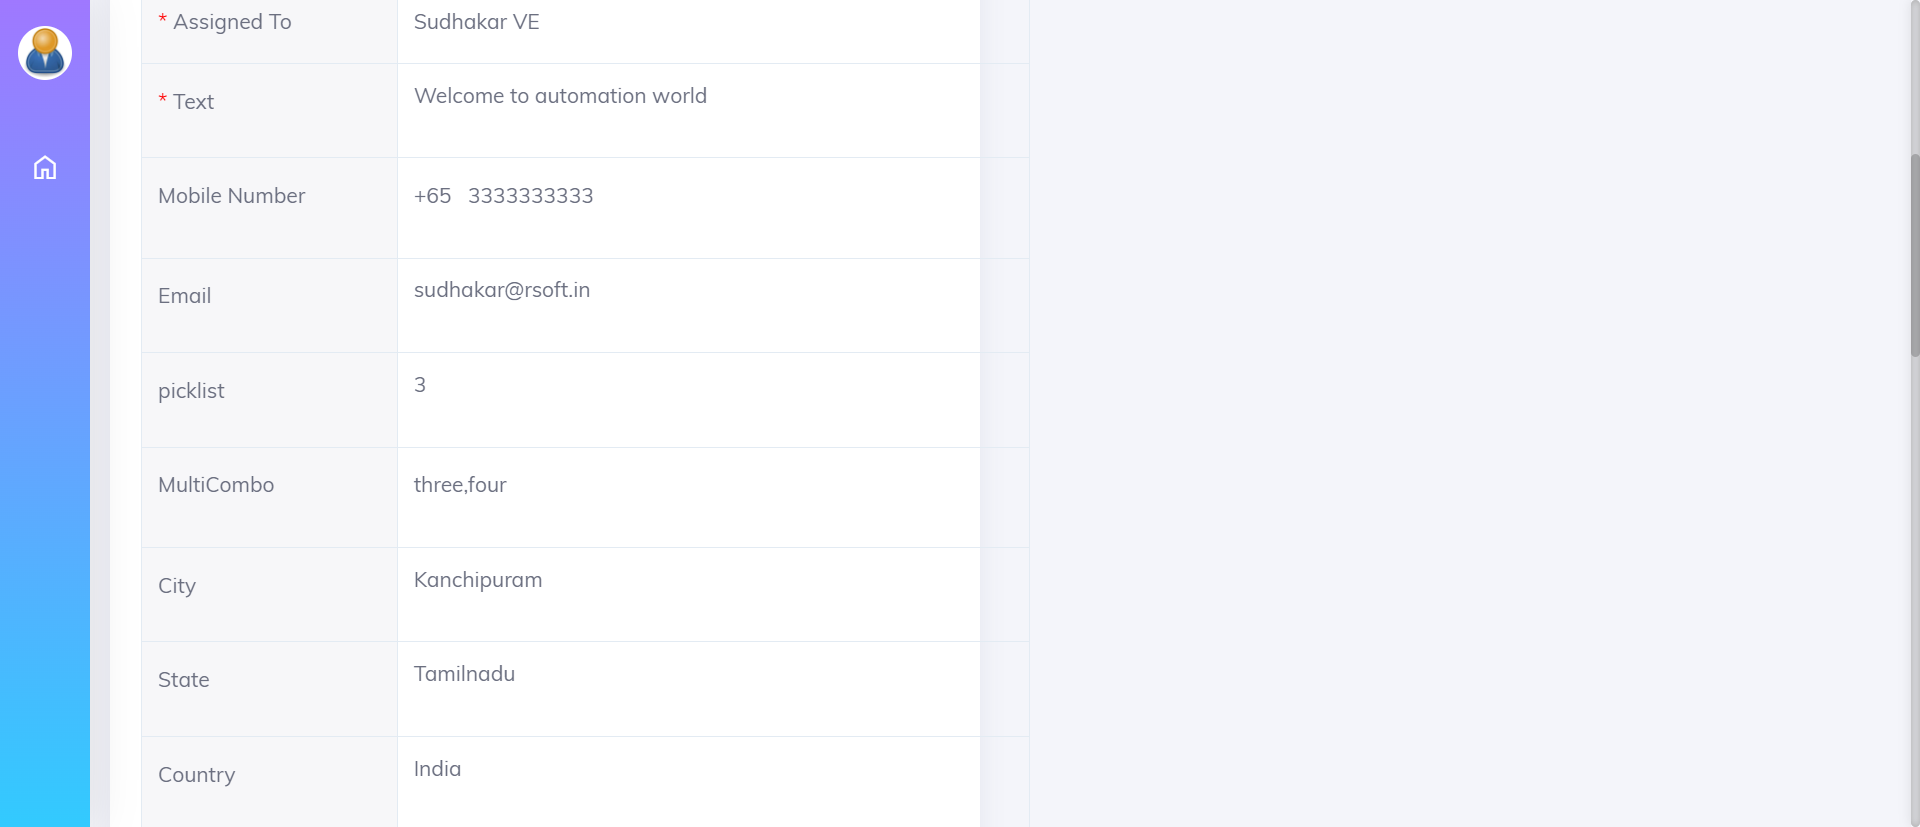 * Assigned To Sudhakar VE
* Text Welcome to automation world
Mobile Number +65 3333333333
Email sudhakar@rsoft.in
picklist 3
MultiCombo three,four
City Kanchipuram
State Tamilnadu
Country India